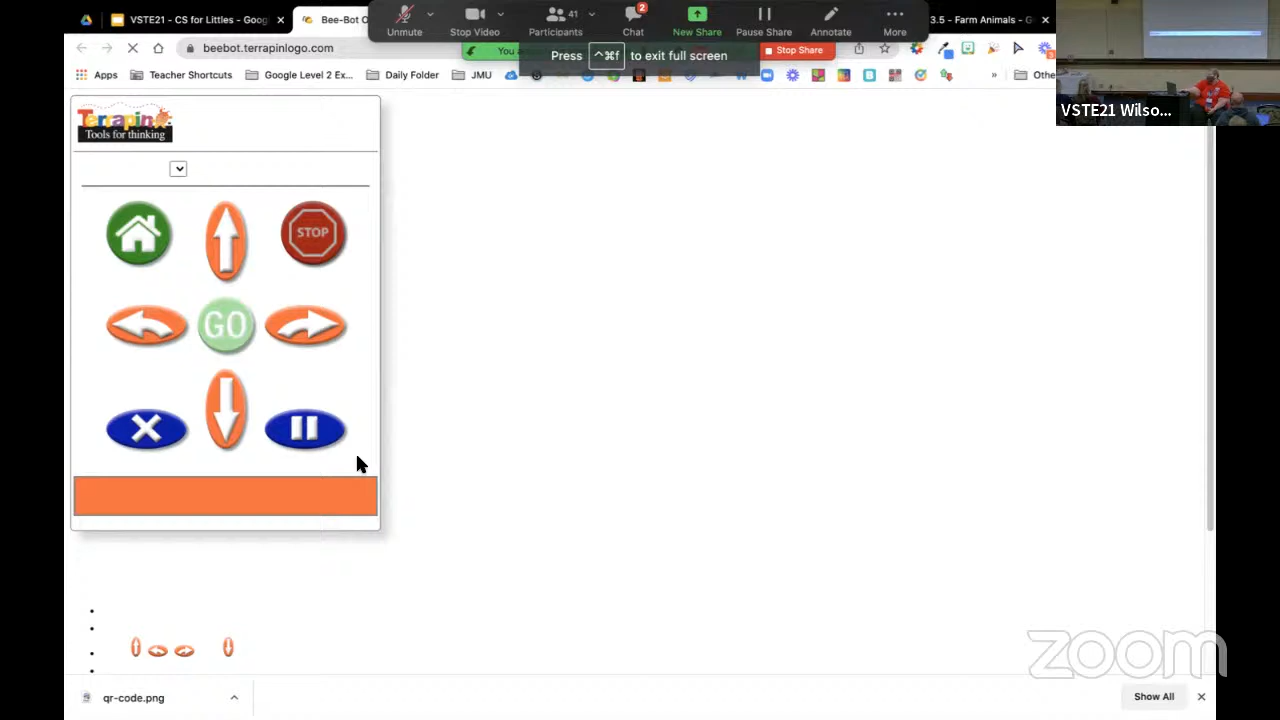 VSTE21 - CS for Littles - Goog
Bee-Bot O
41
2
Unmute
Stop Video
Participants
Chat
New Share
Pause Share
Annotate
More
3.5 - Farm Animals - G
beebot.terrapinlogo.com
Press ^⌘f to exit full screen
Stop Share
Apps
Teacher Shortcuts
Google Level 2 Ex...
Daily Folder
JMU
»
Othe
VSTE21 Wilso...
Terrapin
Tools for thinking
STOP
GO
zoom
qr-code.png
Show All